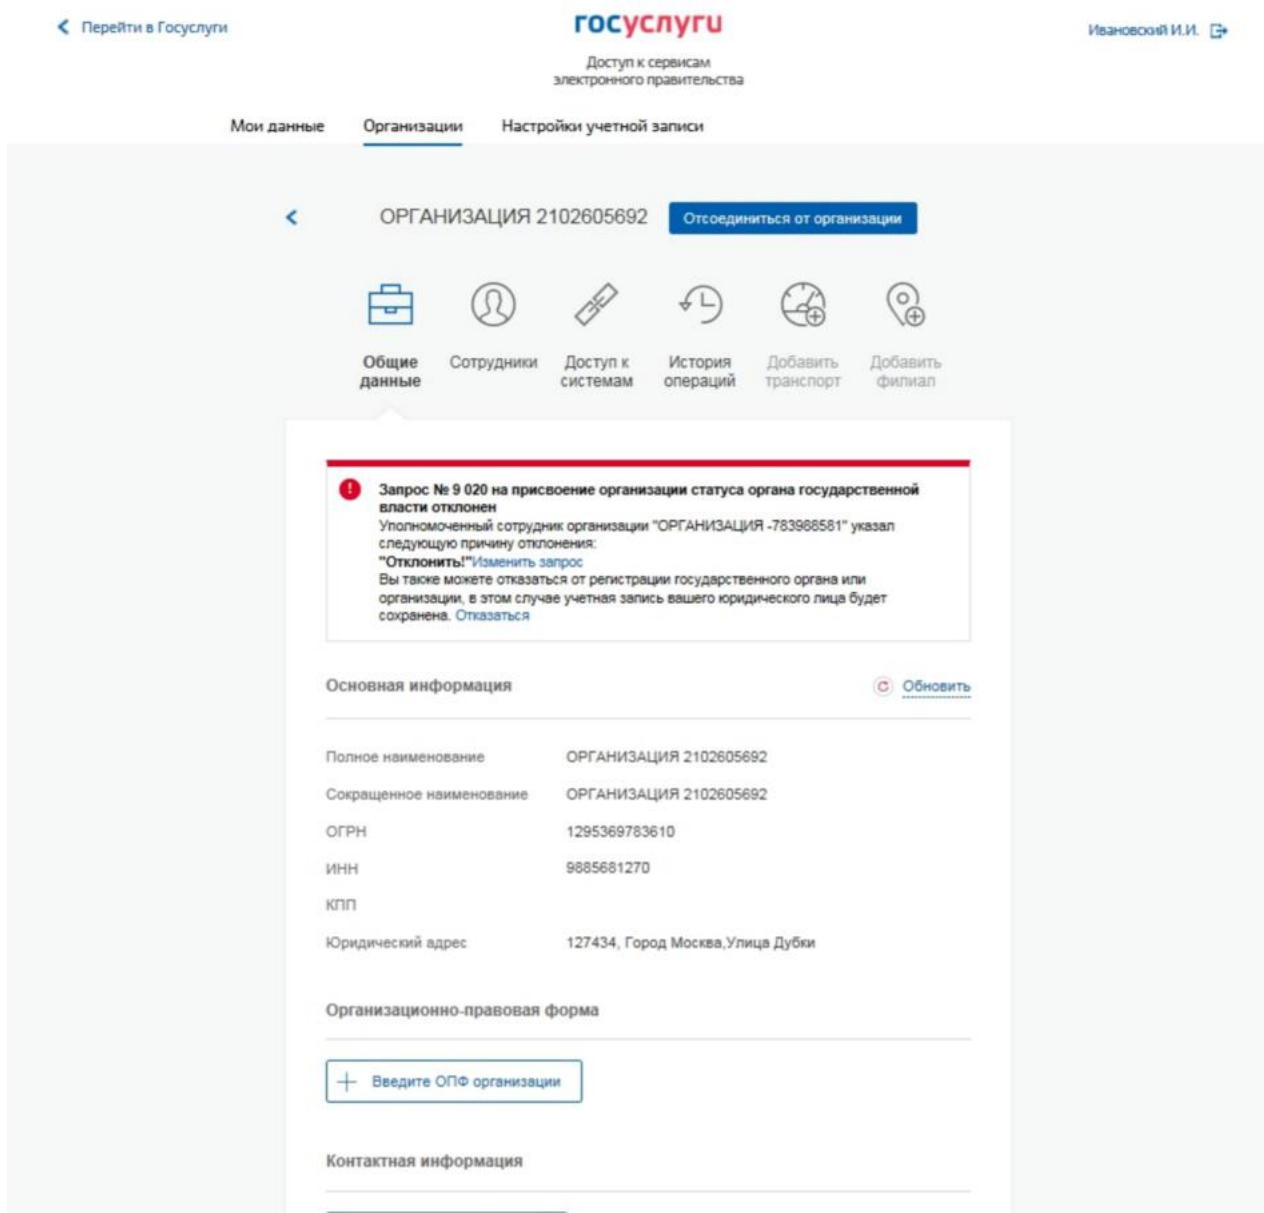 Перейти в Госуслуги
госуслуги
Ивановский И.И.
Доступ к сервисам
электронного правительства
Мои данные
Организации
Настройки учетной записи
ОРГАНИЗАЦИЯ 2102605692
Отсоединиться от организации
Общие
данные
Сотрудники
Доступ к
системам
История
операций
Добавить
транспорт
Добавить
филиал
Запрос № 9 020 на присвоение организации статуса органа государственной
власти отклонен
Уполномоченный сотрудник организации "ОРГАНИЗАЦИЯ -783968581" указал
следующую причину отклонения:
"Отклонить!"Изменить запрос
Вы также можете отказаться от регистрации государственного органа или
организации, в этом случае учетная запись вашего юридического лица будет
сохранена. Отказаться
Основная информация
Обновить
Полное наименование ОРГАНИЗАЦИЯ 2102605692
Сокращенное наименование ОРГАНИЗАЦИЯ 2102605692
ОГРН 1295369783610
ИНН 9885681270
КПП
Юридический адрес 127434, Город Москва,Улица Дубки
Организационно-правовая форма
Введите ОПФ организации
Контактная информация